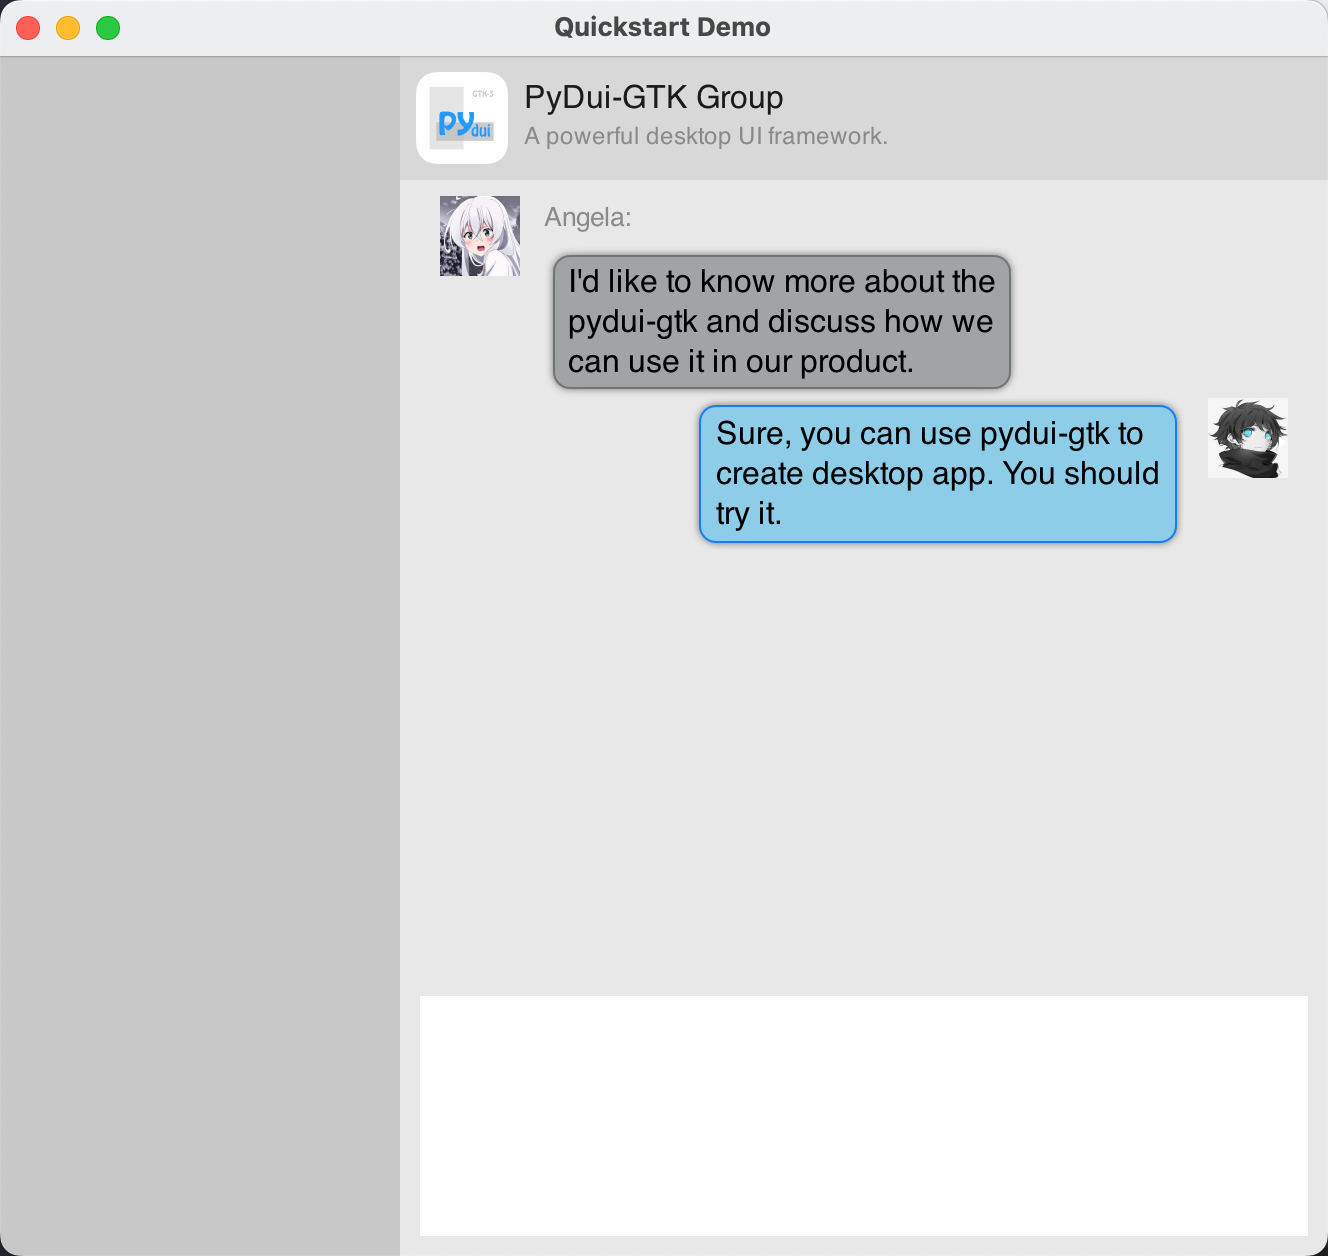 Quickstart Demo
GTK-3
pydui
PyDui-GTK Group
A powerful desktop UI framework.
Angela:
I'd like to know more about the
pydui-gtk and discuss how we
can use it in our product.
Sure, you can use pydui-gtk to
create desktop app. You should
try it.